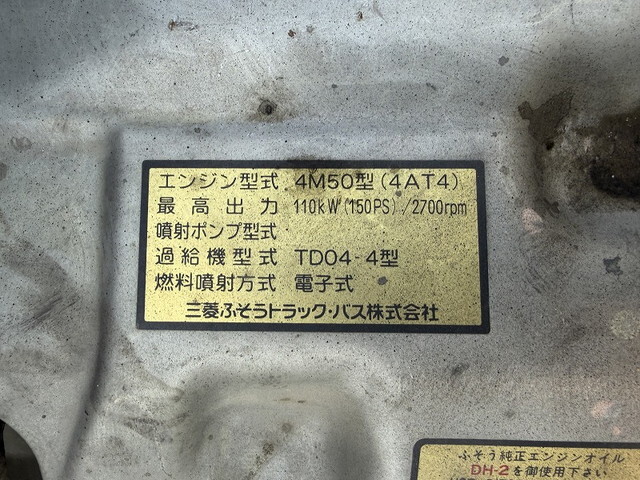 エンジン型式 4M50型(4AT4)
最高出力 110kW(150PS)/2700rpm
噴射ポンプ型式
過給機型式 TD04-4型
燃料噴射方式 電子式
三菱ふそうトラック・バス株式会社
ふそう純正エンジンオイル
DH-2を御使用下さい